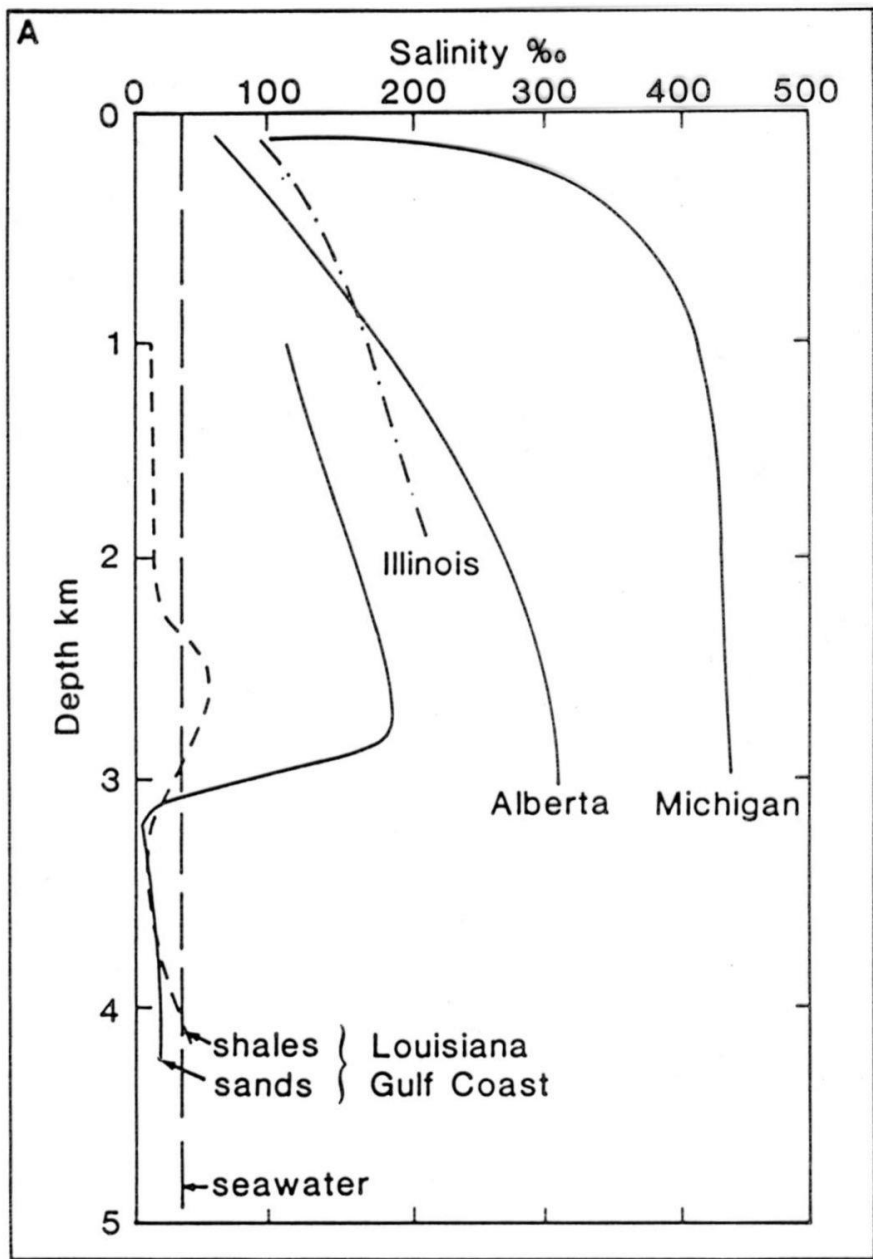 A
Salinity ‰
0 100 200 300 400 500
0
1
2
3
4
5
Depth km
Illinois
Alberta Michigan
shales } Louisiana
sands } Gulf Coast
seawater